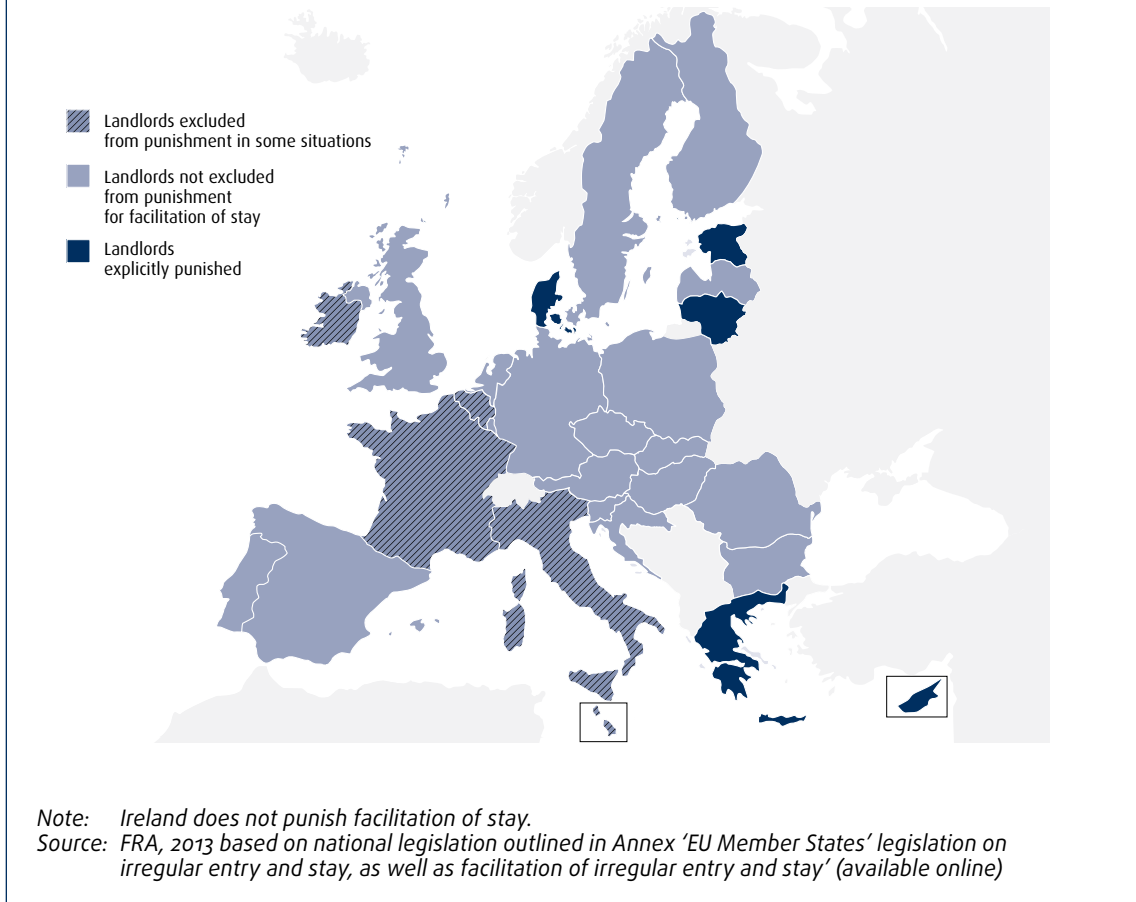 Landlords excluded
from punishment in some situations
Landlords not excluded
from punishment
for facilitation of stay
Landlords
explicitly punished
Note: Ireland does not punish facilitation of stay.
Source: FRA, 2013 based on national legislation outlined in Annex ‘EU Member States’ legislation on
irregular entry and stay, as well as facilitation of irregular entry and stay’ (available online)